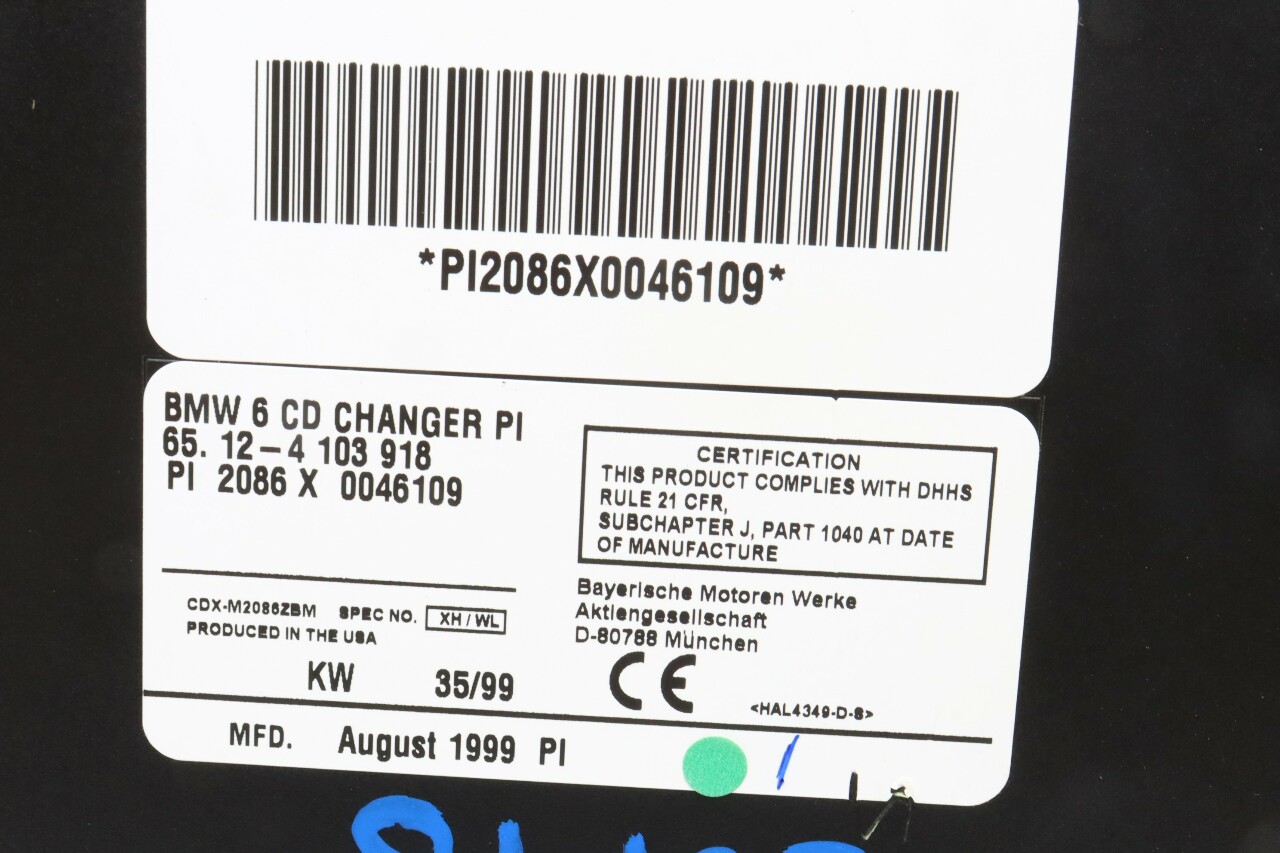 *PI2086X0046109*
BMW 6 CD CHANGER PI
65. 12-4 103 918
PI 2086 X 0046109
CERTIFICATION
THIS PRODUCT COMPLIES WITH DHHS
RULE 21 CFR,
SUBCHAPTER J, PART 1040 AT DATE
OF MANUFACTURE
CDX-M2086ZBM SPEC NO. XH / WL
PRODUCED IN THE USA
KW 35/99
Bayerische Motoren Werke
Aktiengesellschaft
D-80788 München
CE
<HAL4349-D-S>
MFD. August 1999 PI